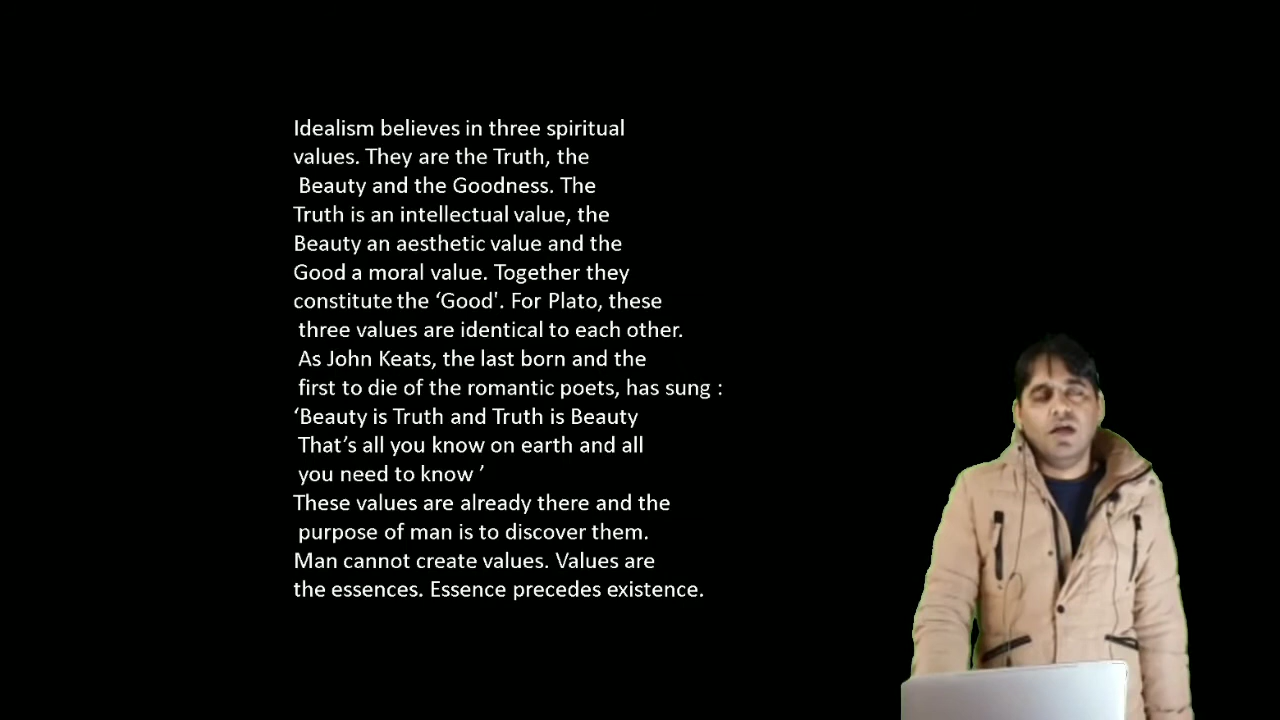 Idealism believes in three spiritual
values. They are the Truth, the
Beauty and the Goodness. The
Truth is an intellectual value, the
Beauty an aesthetic value and the
Good a moral value. Together they
constitute the ‘Good'. For Plato, these
three values are identical to each other.
As John Keats, the last born and the
first to die of the romantic poets, has sung :
‘Beauty is Truth and Truth is Beauty
That’s all you know on earth and all
you need to know ’
These values are already there and the
purpose of man is to discover them.
Man cannot create values. Values are
the essences. Essence precedes existence.